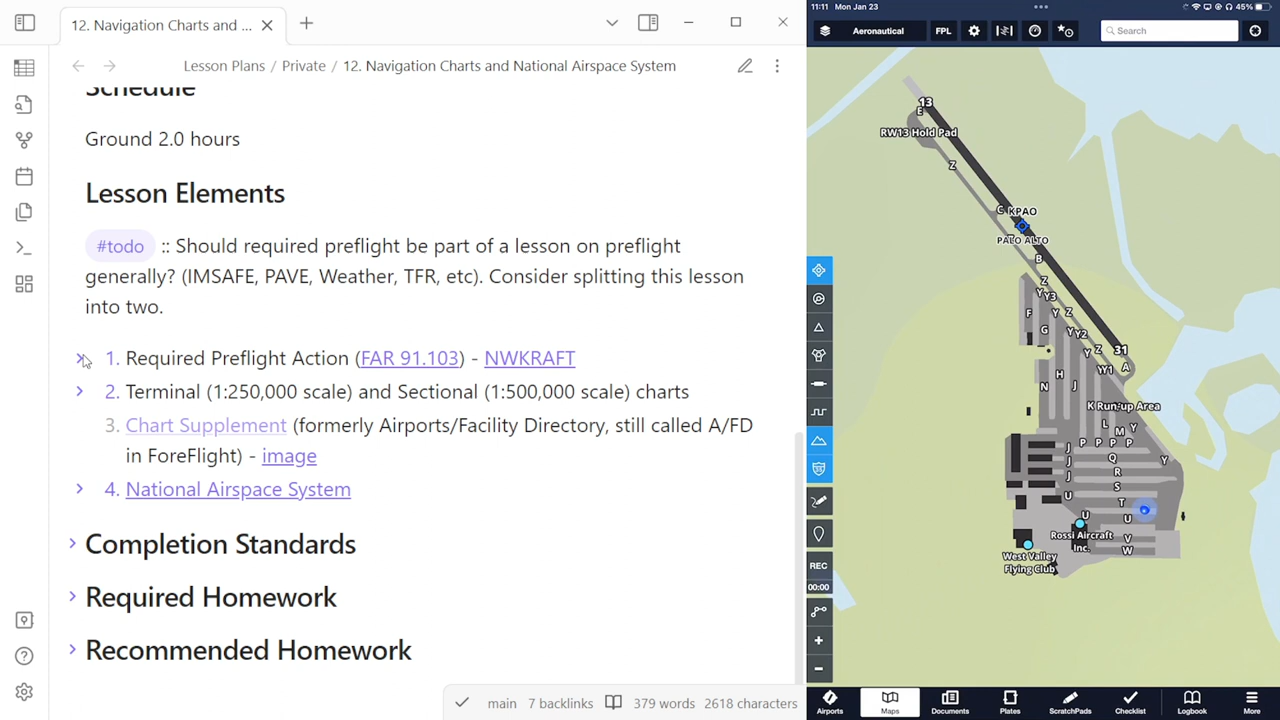 12. Navigation Charts and ...
Lesson Plans / Private / 12. Navigation Charts and National Airspace System
Schedule
Ground 2.0 hours
Lesson Elements
#todo :: Should required preflight be part of a lesson on preflight
generally? (IMSAFE, PAVE, Weather, TFR, etc). Consider splitting this lesson
into two.
1. Required Preflight Action (FAR 91.103) - NWKRAFT
2. Terminal (1:250,000 scale) and Sectional (1:500,000 scale) charts
3. Chart Supplement (formerly Airports/Facility Directory, still called A/FD
in ForeFlight) - image
4. National Airspace System
Completion Standards
Required Homework
Recommended Homework
main 7 backlinks 379 words 2618 characters
11:11 Mon Jan 23 45%
Aeronautical FPL Search
13
E
RW13 Hold Pad
Z
C KPAO
PALO ALTO
B
Z
Y Y3
F Y Z
G Y Y2
Y Z 31
Y Y1 A
H
N J
K Run-up Area
L
M Y
P P P P
J
Q Y
J
R
J
S
U
T
U
U
Rossi Aircraft
Inc.
V
W
West Valley
Flying Club
REC
00:00
Airports Maps Documents Plates ScratchPads Checklist Logbook More